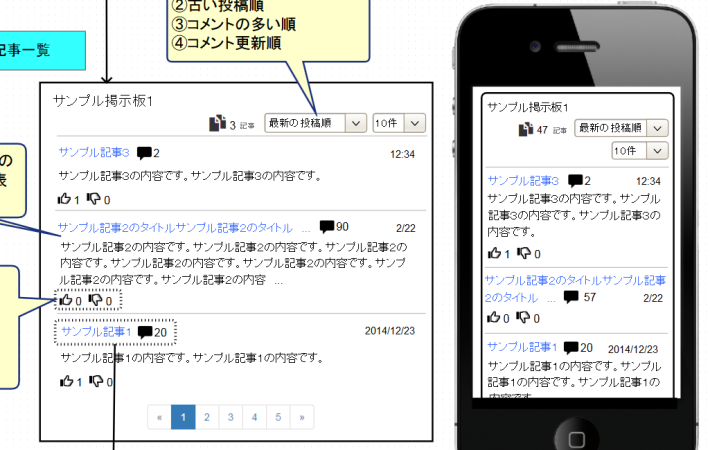 ②古い投稿順
③コメントの多い順
④コメント更新順
記事一覧
の
表
サンプル掲示板1
3 記事 最新の投稿順 10件
サンプル記事3 2 12:34
サンプル記事3の内容です。サンプル記事3の内容です。
1 0
サンプル記事2のタイトルサンプル記事2のタイトル ... 90 2/22
サンプル記事2の内容です。サンプル記事2の内容です。サンプル記事2の
内容です。サンプル記事2の内容です。サンプル記事2の内容です。サンプ
ル記事2の内容です。サンプル記事2の内容 ...
0 0
サンプル記事1 20 2014/12/23
サンプル記事1の内容です。サンプル記事1の内容です。
1 0
« 1 2 3 4 5 »
サンプル掲示板1
47 記事 最新の投稿順
10件
サンプル記事3 2 12:34
サンプル記事3の内容です。サンプル
記事3の内容です。サンプル記事3の
内容です。
1 0
サンプル記事2のタイトルサンプル記事
2のタイトル ... 57 2/22
0 0
サンプル記事1 20 2014/12/23
サンプル記事1の内容です。サンプル
記事1の内容です。サンプル記事1の
内容です